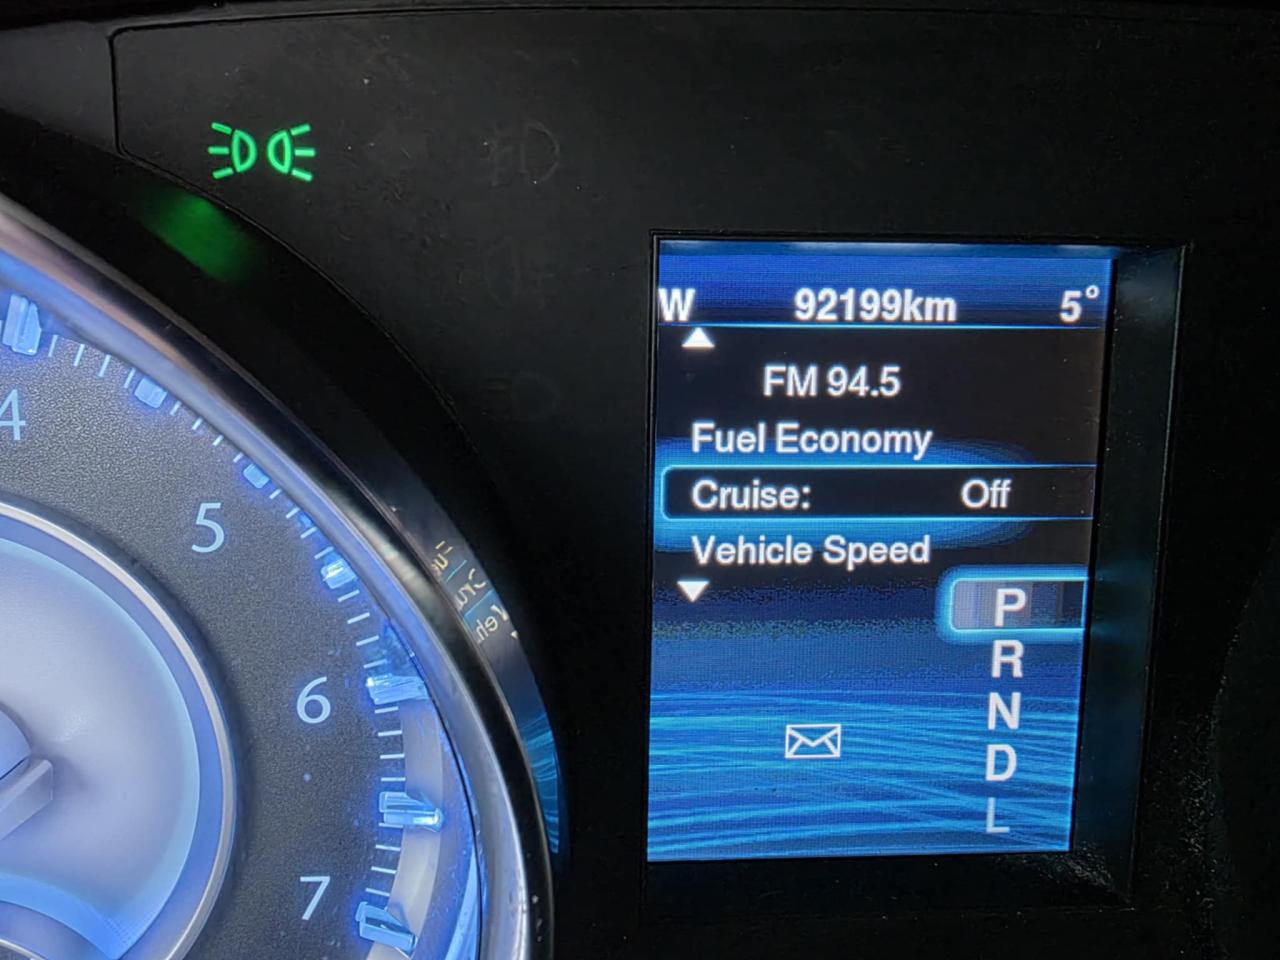 W 92199km 5°
FM 94.5
Fuel Economy
Cruise: Off
Vehicle Speed
P
R
N
D
L
4
5
6
7